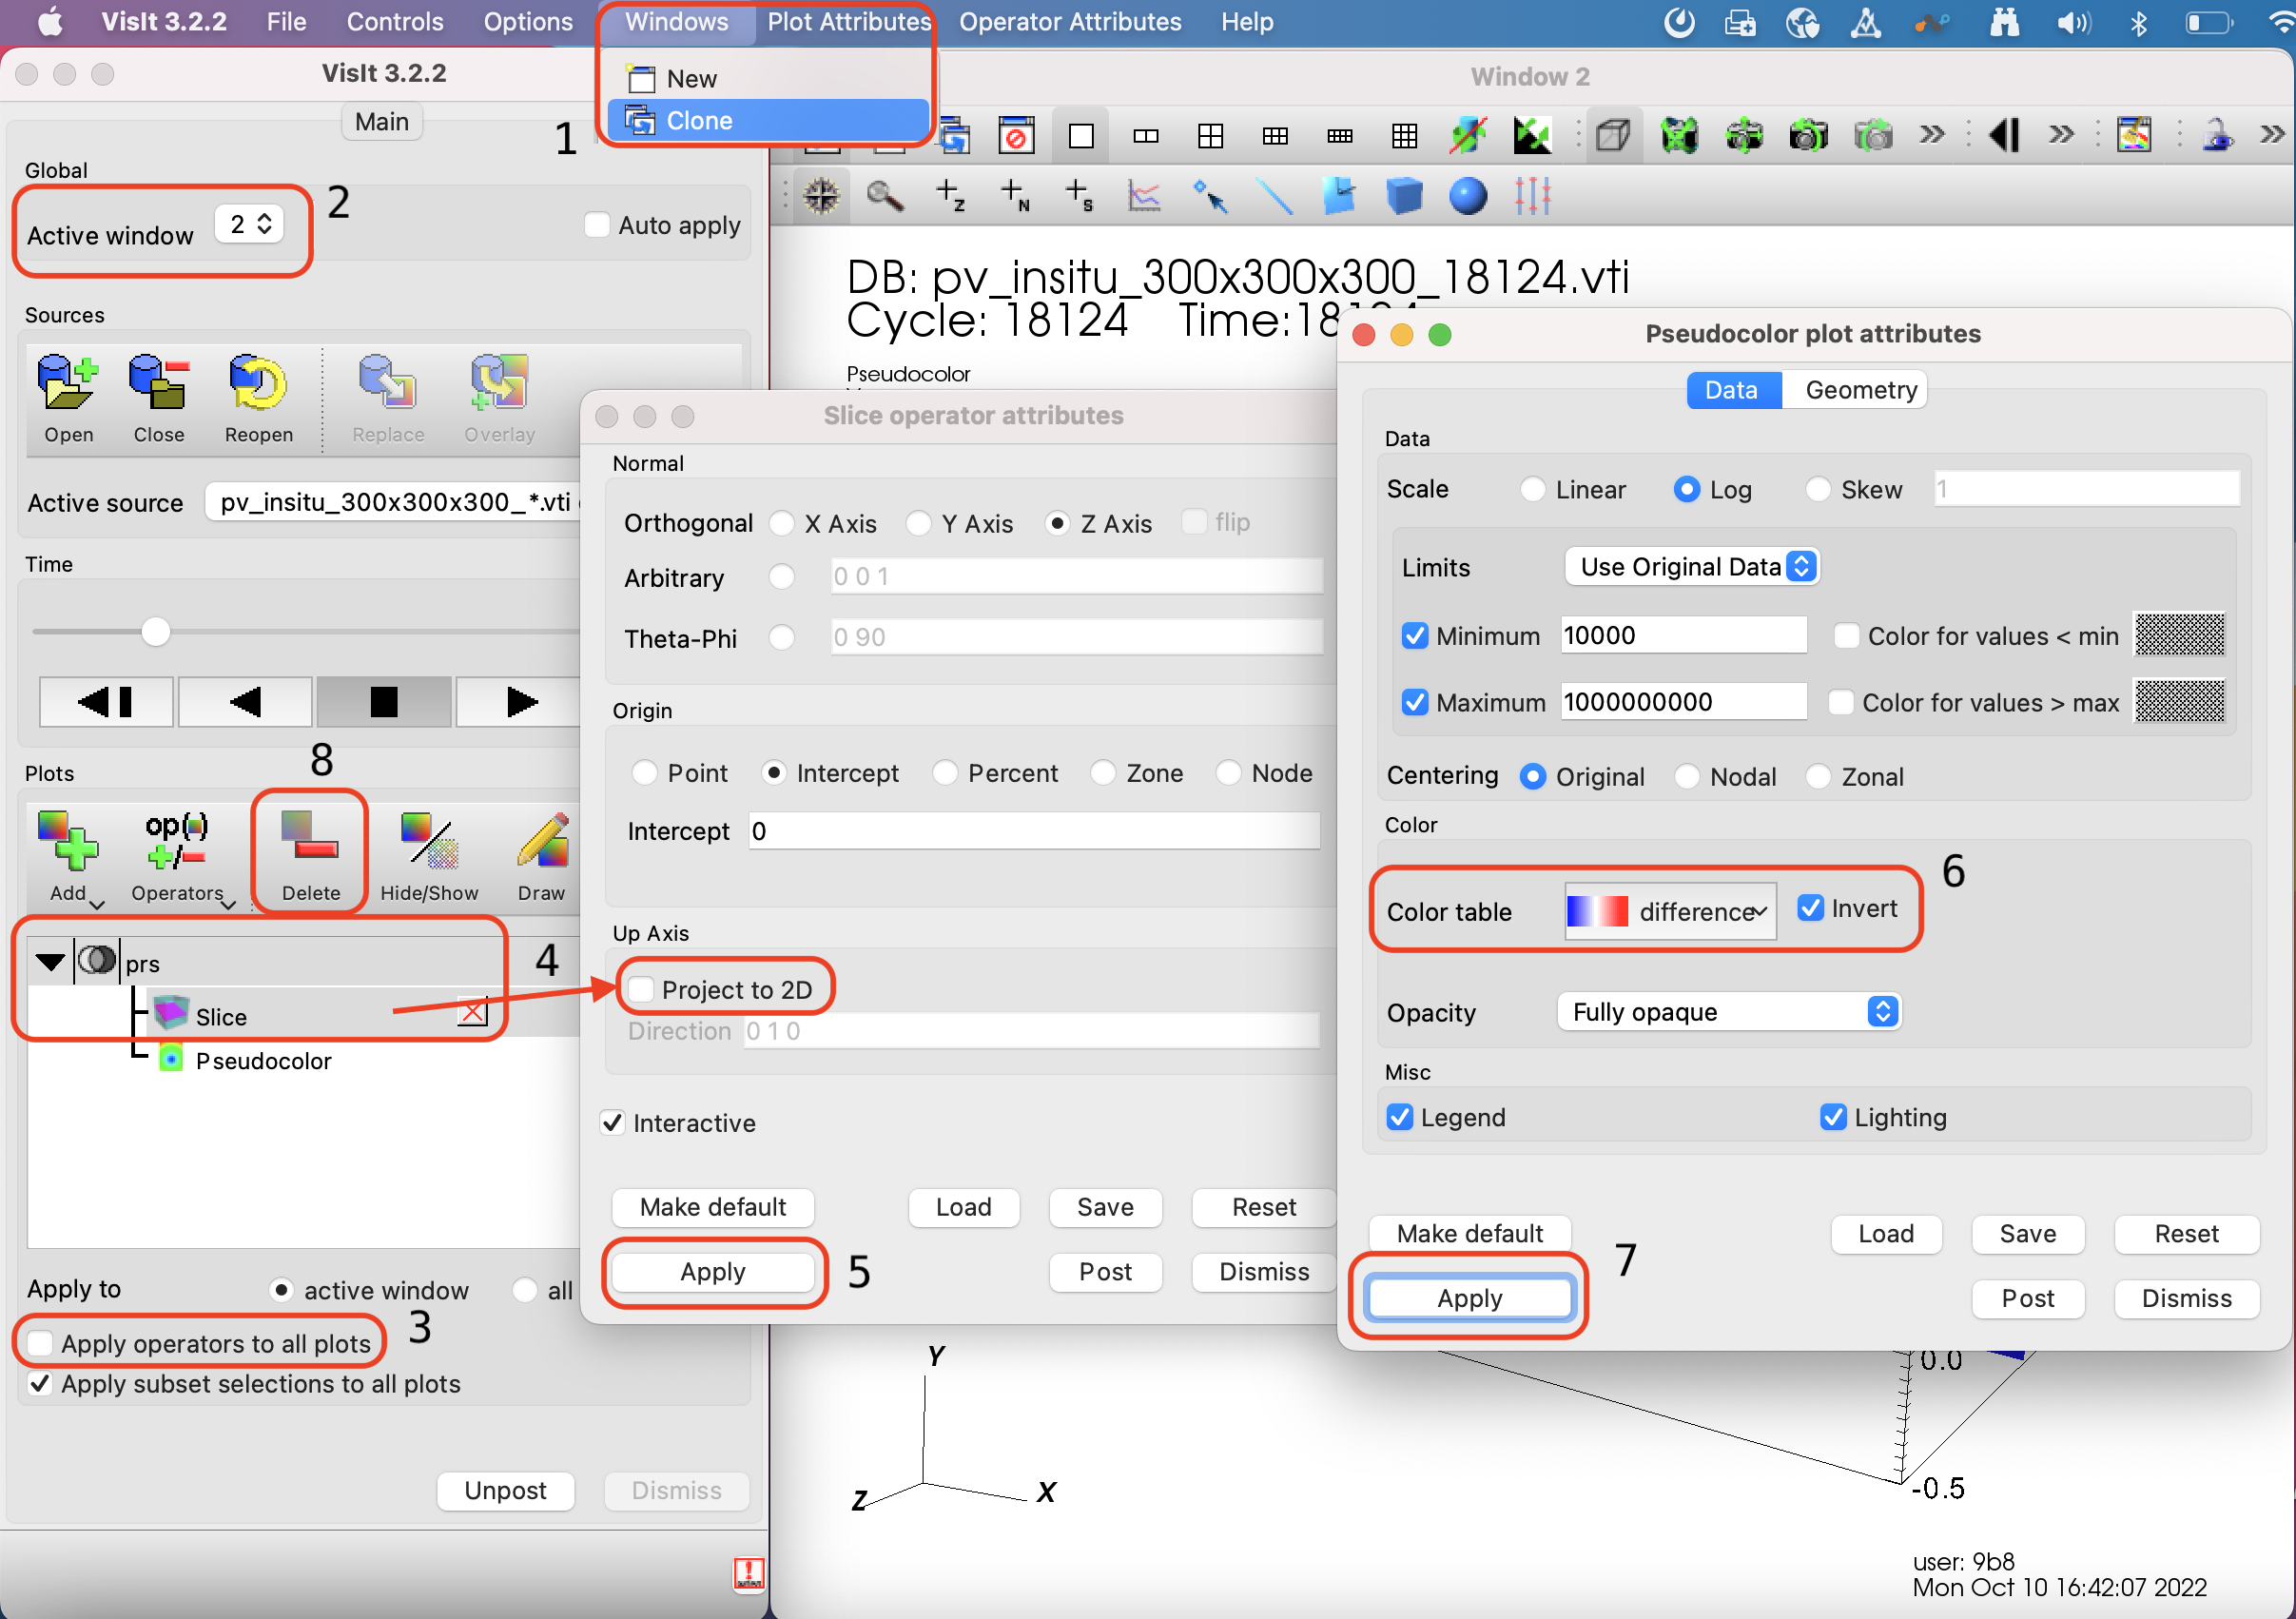 VisIt 3.2.2 File Controls Options Windows Plot Attributes Operator Attributes Help
New
Clone
1
VisIt 3.2.2
Main
Global
Active window 2
2
Auto apply
Sources
Open Close Reopen Replace Overlay
Active source pv_insitu_300x300x300_*.vti
Time
8
Plots
Add op( 
+/- Operators Delete Hide/Show Draw
prs
4
Slice
Pseudocolor
Apply to active window all
3
Apply operators to all plots
Apply subset selections to all plots
Unpost Dismiss
Window 2
+Z +N +S
DB: pv_insitu_300x300x300_18124.vti
Cycle: 18124 Time:18124
Pseudocolor
Slice operator attributes
Normal
Orthogonal X Axis Y Axis Z Axis flip
Arbitrary 0 0 1
Theta-Phi 0 90
Origin
Point Intercept Percent Zone Node
Intercept 0
Up Axis
Project to 2D
Direction 0 1 0
Interactive
Make default Load Save Reset
Apply 5 Post Dismiss
Pseudocolor plot attributes
Data Geometry
Data
Scale Linear Log Skew 1
Limits Use Original Data
Minimum 10000 Color for values < min
Maximum 1000000000 Color for values > max
Centering Original Nodal Zonal
Color
6
Color table difference Invert
Opacity Fully opaque
Misc
Legend Lighting
Make default Load Save Reset
7
Apply Post Dismiss
Y
Z X
0.0
-0.5
user: 9b8
Mon Oct 10 16:42:07 2022